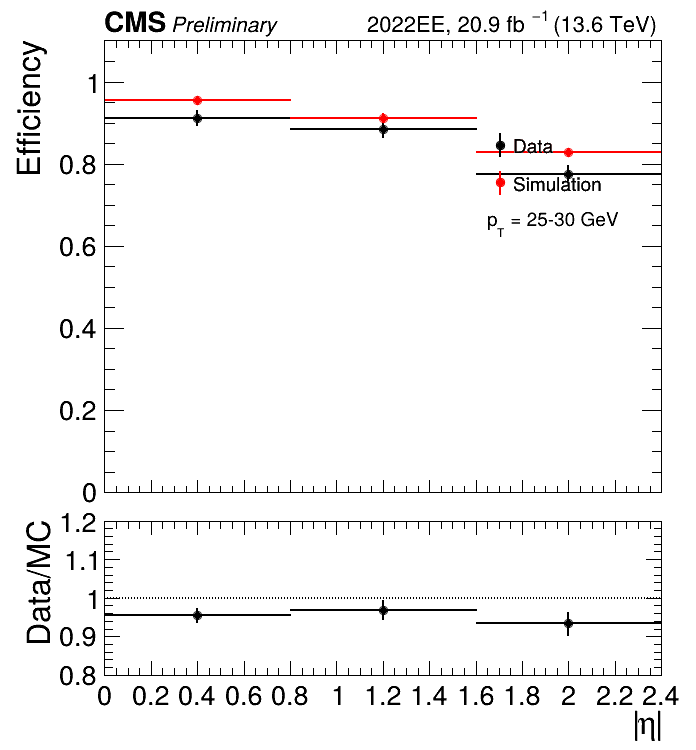 CMS Preliminary 2022EE, 20.9 fb⁻¹ (13.6 TeV)
Efficiency
1
0.8
0.6
0.4
0.2
0
Data
Simulation
p_T = 25-30 GeV
Data/MC
1.2
1.1
1
0.9
0.8
0 0.2 0.4 0.6 0.8 1 1.2 1.4 1.6 1.8 2 2.2 2.4
|η|